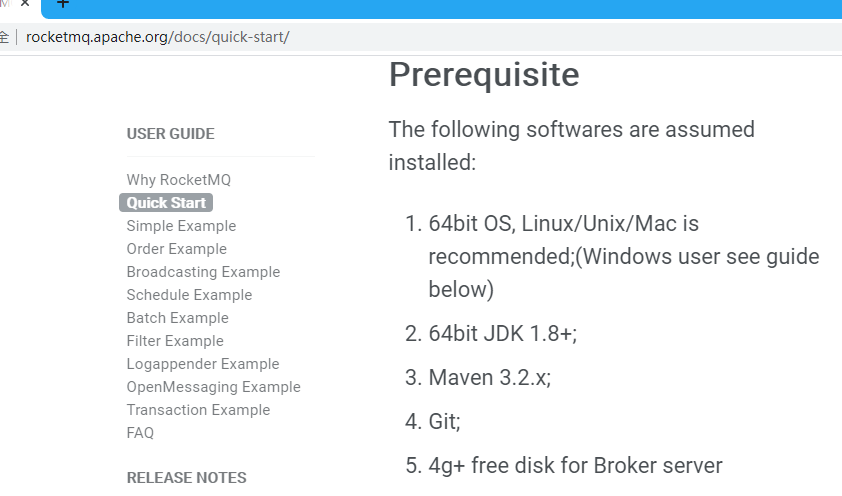 M × +
全 | rocketmq.apache.org/docs/quick-start/
USER GUIDE
Why RocketMQ
Quick Start
Simple Example
Order Example
Broadcasting Example
Schedule Example
Batch Example
Filter Example
Logappender Example
OpenMessaging Example
Transaction Example
FAQ
RELEASE NOTES
Prerequisite
The following softwares are assumed
installed:
1. 64bit OS, Linux/Unix/Mac is
recommended;(Windows user see guide
below)
2. 64bit JDK 1.8+;
3. Maven 3.2.x;
4. Git;
5. 4g+ free disk for Broker server